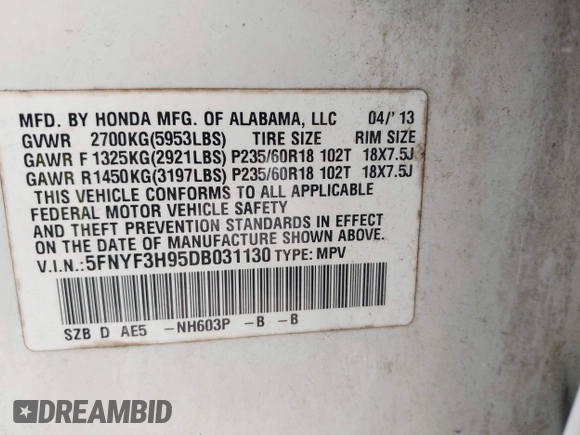 MFD. BY HONDA MFG. OF ALABAMA, LLC 04/'13
GVWR 2700KG(5953LBS) TIRE SIZE RIM SIZE
GAWR F 1325KG(2921LBS) P235/60R18 102T 18X7.5J
GAWR R1450KG(3197LBS) P235/60R18 102T 18X7.5J
THIS VEHICLE CONFORMS TO ALL APPLICABLE
FEDERAL MOTOR VEHICLE SAFETY
AND THEFT PREVENTION STANDARDS IN EFFECT
ON THE DATE OF MANUFACTURE SHOWN ABOVE.
V.I.N.:5FNYF3H95DB031130 TYPE: MPV
SZB D AE5 -NH603P -B -B
DREAMBID